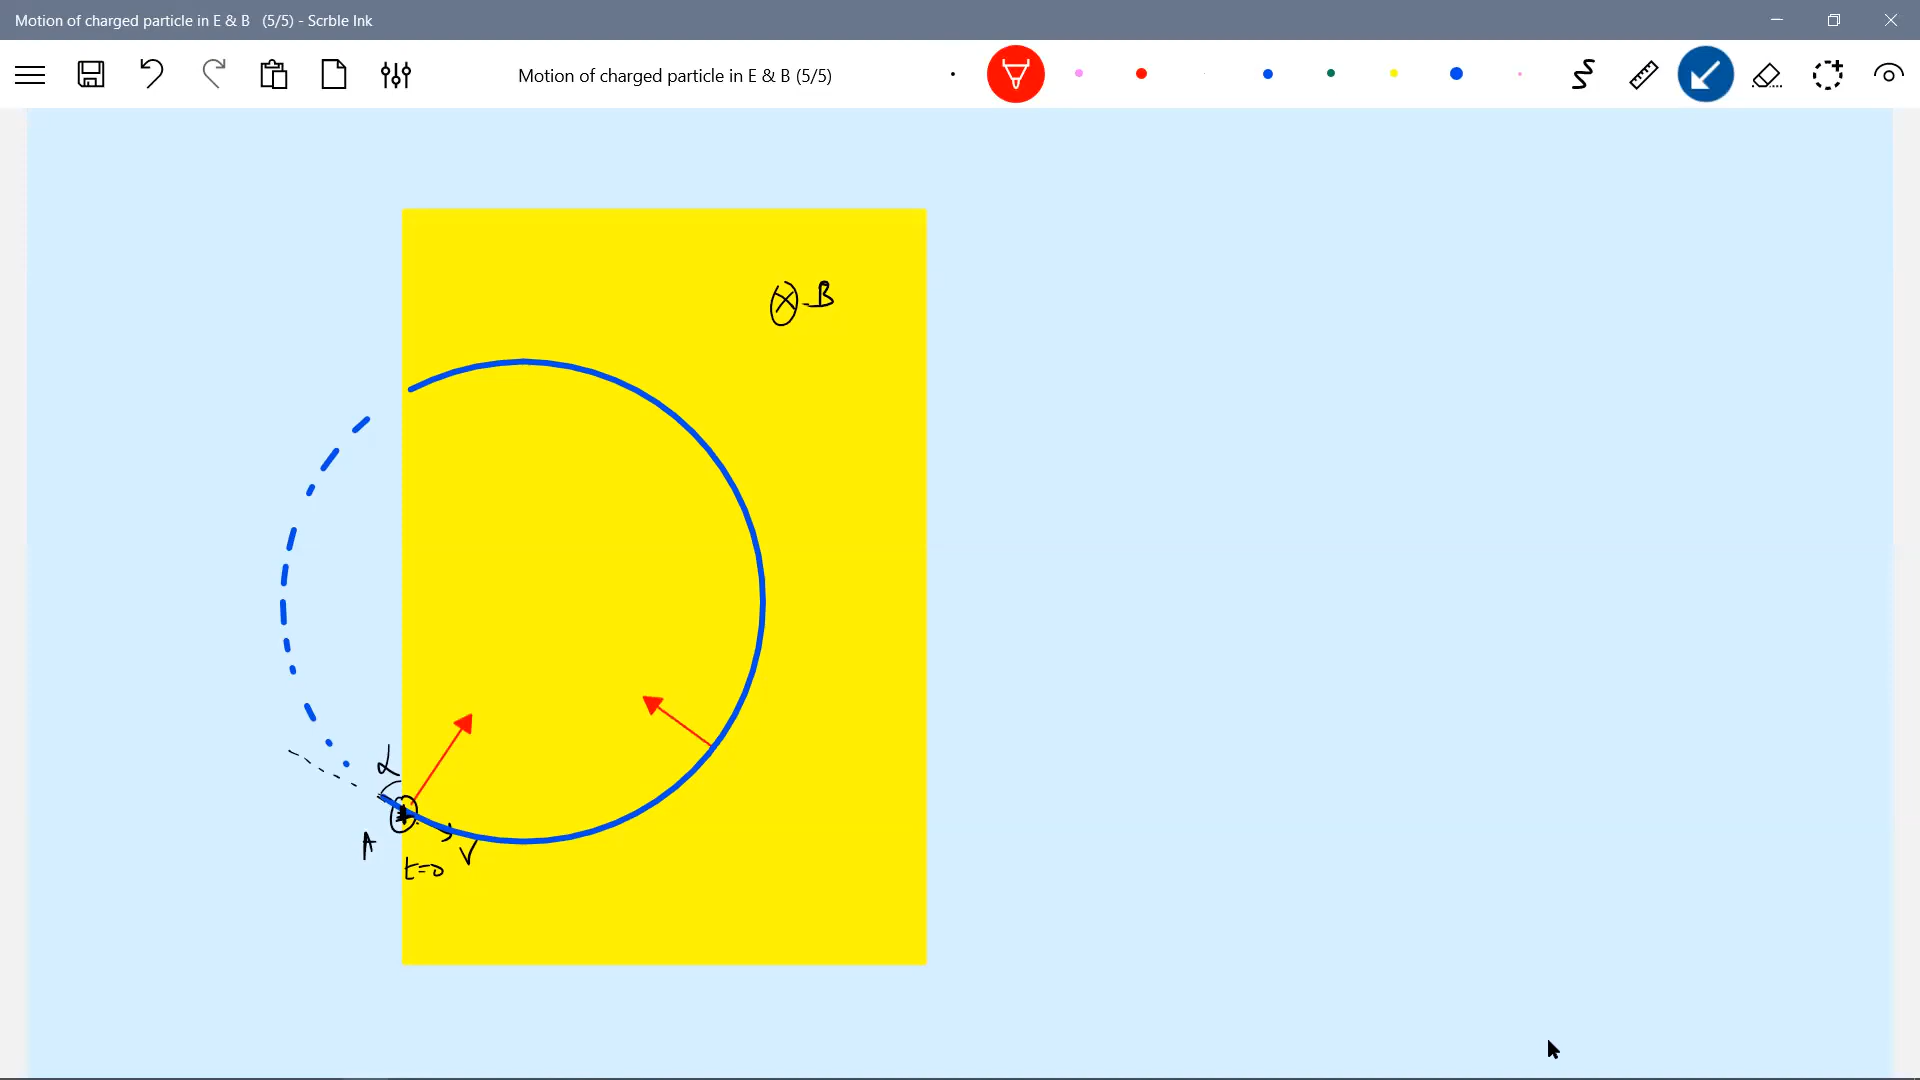 Motion of charged particle in E & B (5/5) - Scrble Ink
Motion of charged particle in E & B (5/5)
B
α
A
t=0
V